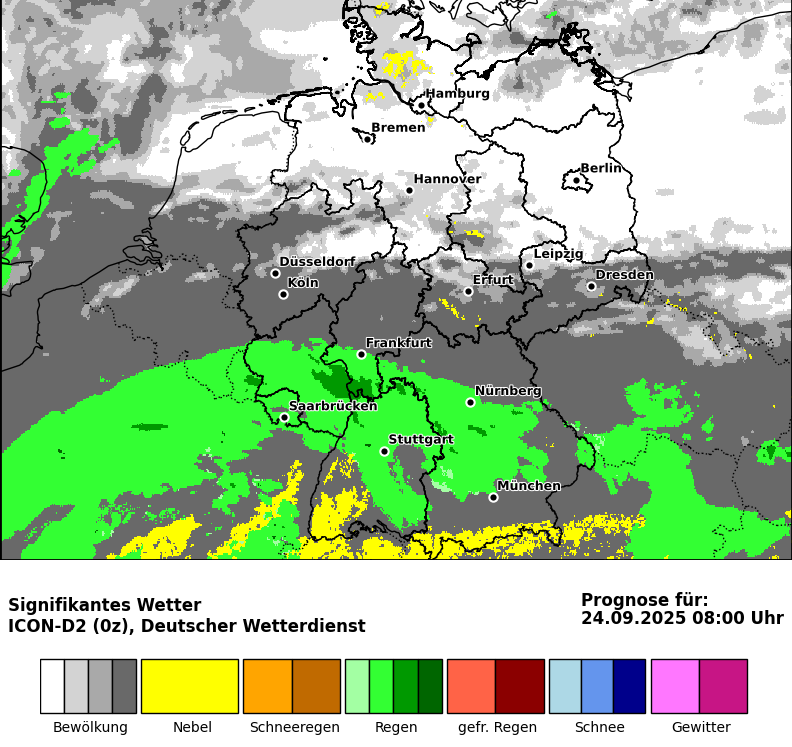 Hamburg
Bremen
Berlin
Hannover
Leipzig
Düsseldorf
Dresden
Erfurt
Köln
Frankfurt
Nürnberg
Saarbrücken
Stuttgart
München
Signifikantes Wetter
ICON-D2 (0z), Deutscher Wetterdienst
Prognose für:
24.09.2025 08:00 Uhr
Bewölkung Nebel Schneeregen Regen gefr. Regen Schnee Gewitter